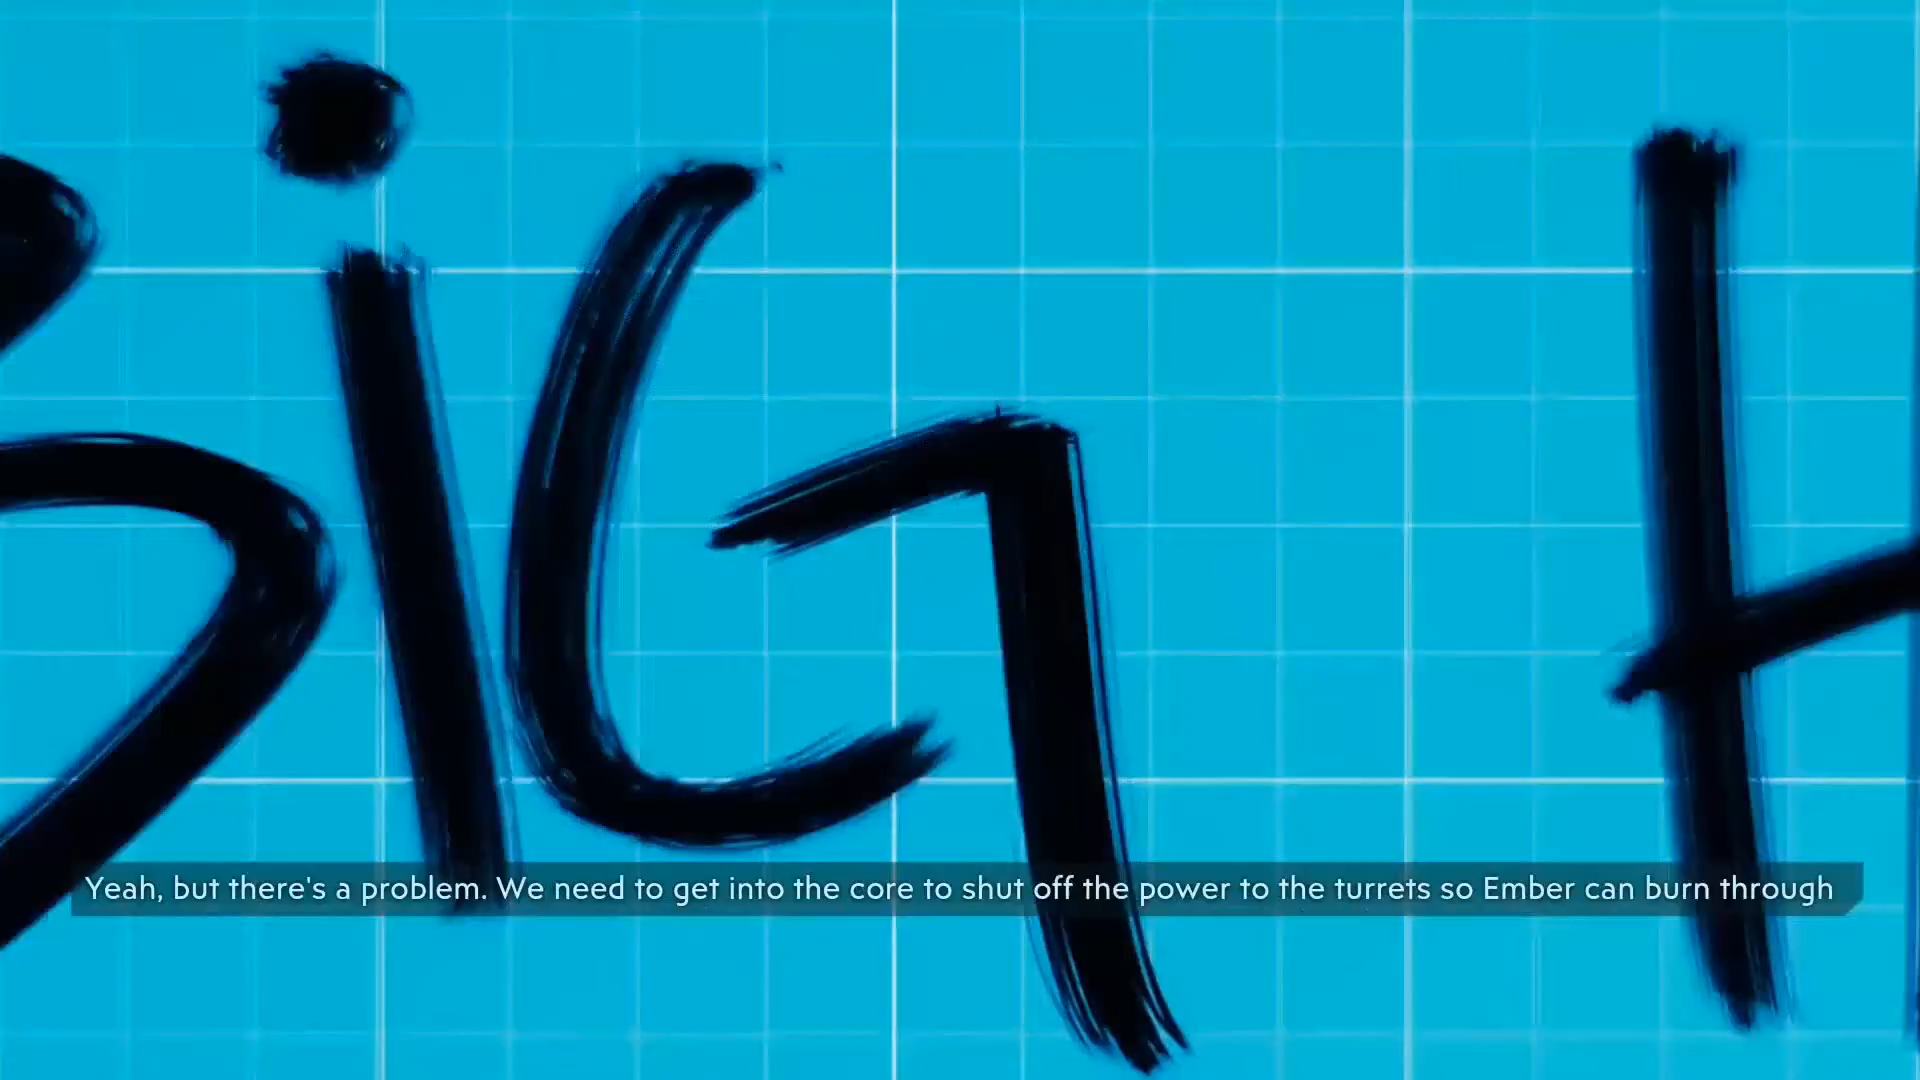 BiG H
Yeah, but there's a problem. We need to get into the core to shut off the power to the turrets so Ember can burn through